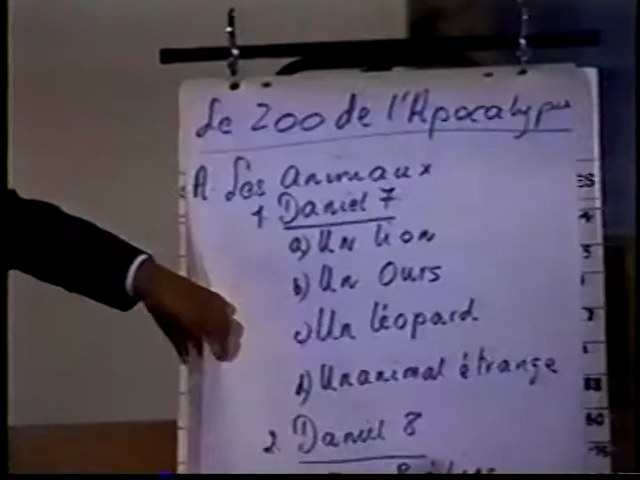 Le Zoo de l'Apocalypse
A. Les animaux
1. Daniel 7
a) Un lion
b) Un Ours
c) Un léopard
d) Un animal étrange
2. Daniel 8